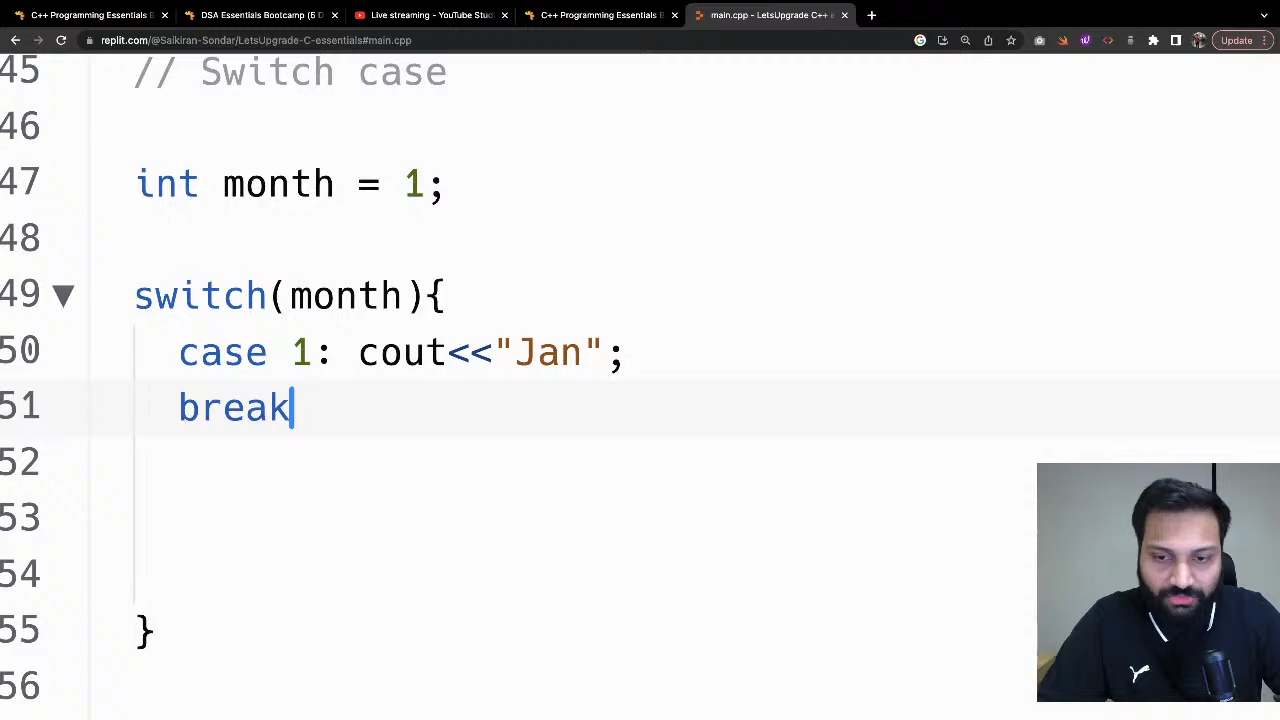 C++ Programming Essentials B
DSA Essentials Bootcamp (5 D
Live streaming - YouTube Stud
C++ Programming Essentials B
main.cpp - LetsUpgrade C++ e
replit.com/@Saikiran-Sondar/LetsUpgrade-C-essentials#main.cpp
Update
45 // Switch case
46
47 int month = 1;
48
49 switch(month){
50 case 1: cout<<"Jan";
51 break
52
53
54
55 }
56